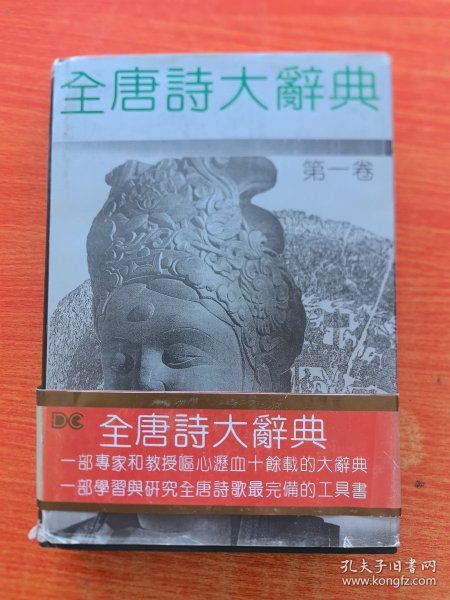 全唐詩大辭典
第一卷
DC
全唐詩大辭典
一部專家和教授嘔心瀝血十餘載的大辭典
一部學習與研究全唐詩歌最完備的工具書
孔夫子旧书网
www.kongfz.com